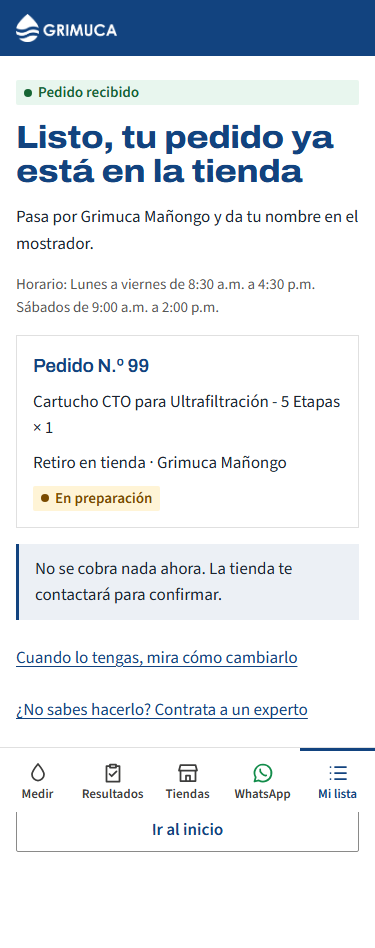 GRIMUCA
Pedido recibido
Listo, tu pedido ya
está en la tienda
Pasa por Grimuca Mañongo y da tu nombre en el
mostrador.
Horario: Lunes a viernes de 8:30 a.m. a 4:30 p.m.
Sábados de 9:00 a.m. a 2:00 p.m.
Pedido N.º 99
Cartucho CTO para Ultrafiltración - 5 Etapas
× 1
Retiro en tienda · Grimuca Mañongo
En preparación
No se cobra nada ahora. La tienda te
contactará para confirmar.
Cuando lo tengas, mira cómo cambiarlo
¿No sabes hacerlo? Contrata a un experto
Medir Resultados Tiendas WhatsApp Mi lista
Ir al inicio